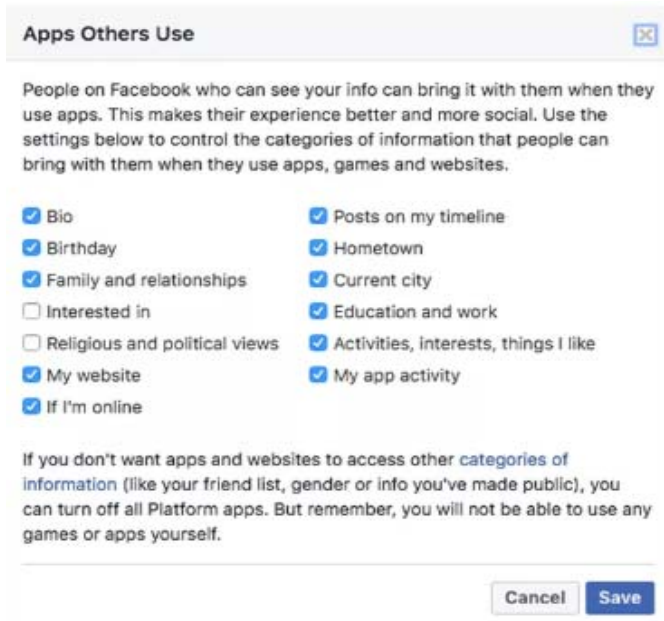 Apps Others Use
People on Facebook who can see your info can bring it with them when they
use apps. This makes their experience better and more social. Use the
settings below to control the categories of information that people can
bring with them when they use apps, games and websites.
Bio
Posts on my timeline
Birthday
Hometown
Family and relationships
Current city
Interested in
Education and work
Religious and political views
Activities, interests, things I like
My website
My app activity
If I'm online
If you don't want apps and websites to access other categories of
information (like your friend list, gender or info you've made public), you
can turn off all Platform apps. But remember, you will not be able to use any
games or apps yourself.
Cancel
Save